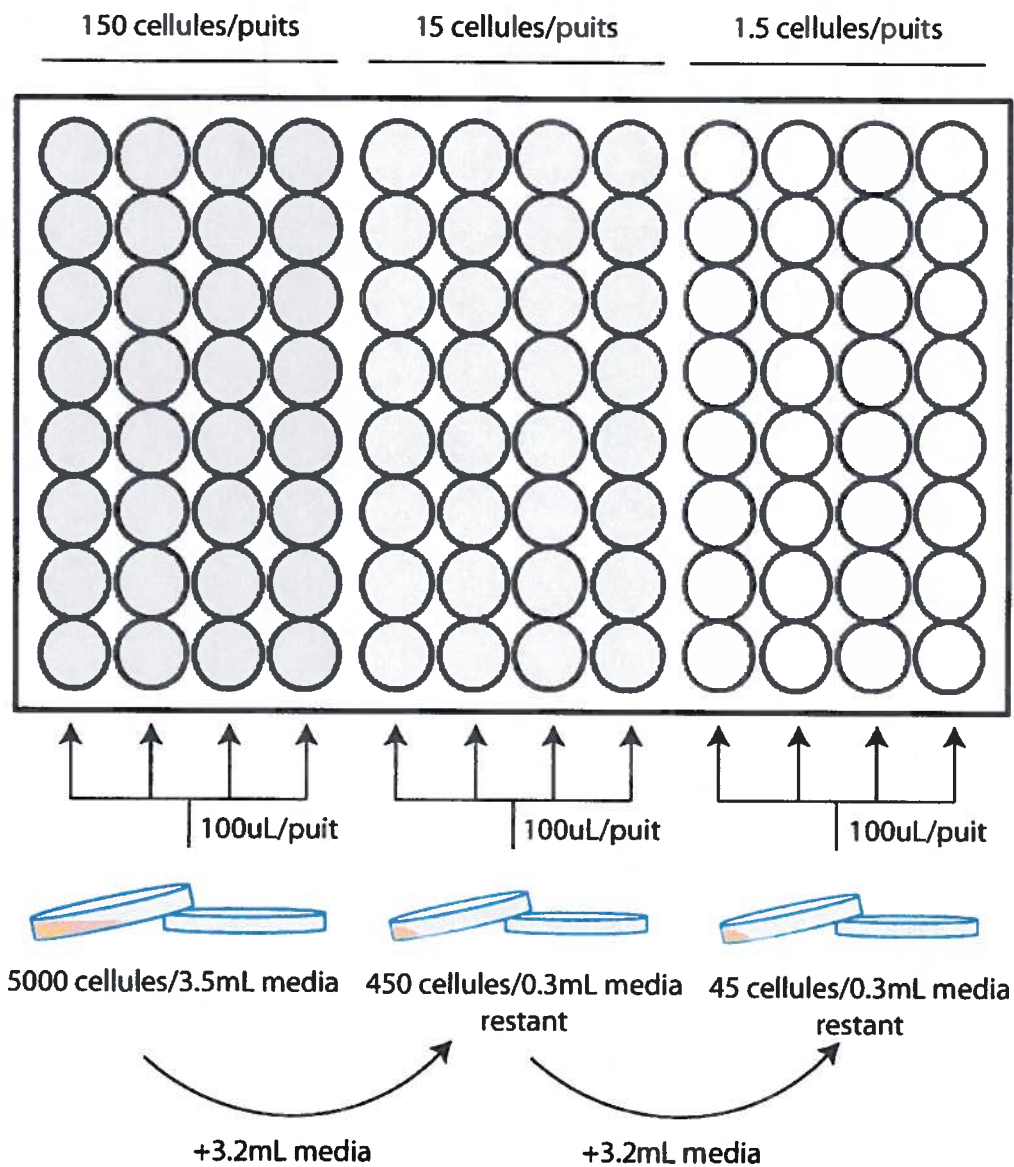 150 cellules/puits
15 cellules/puits
1.5 cellules/puits
100uL/puit
100uL/puit
100uL/puit
5000 cellules/3.5mL media
450 cellules/0.3mL media
restant
45 cellules/0.3mL media
restant
+3.2mL media
+3.2mL media